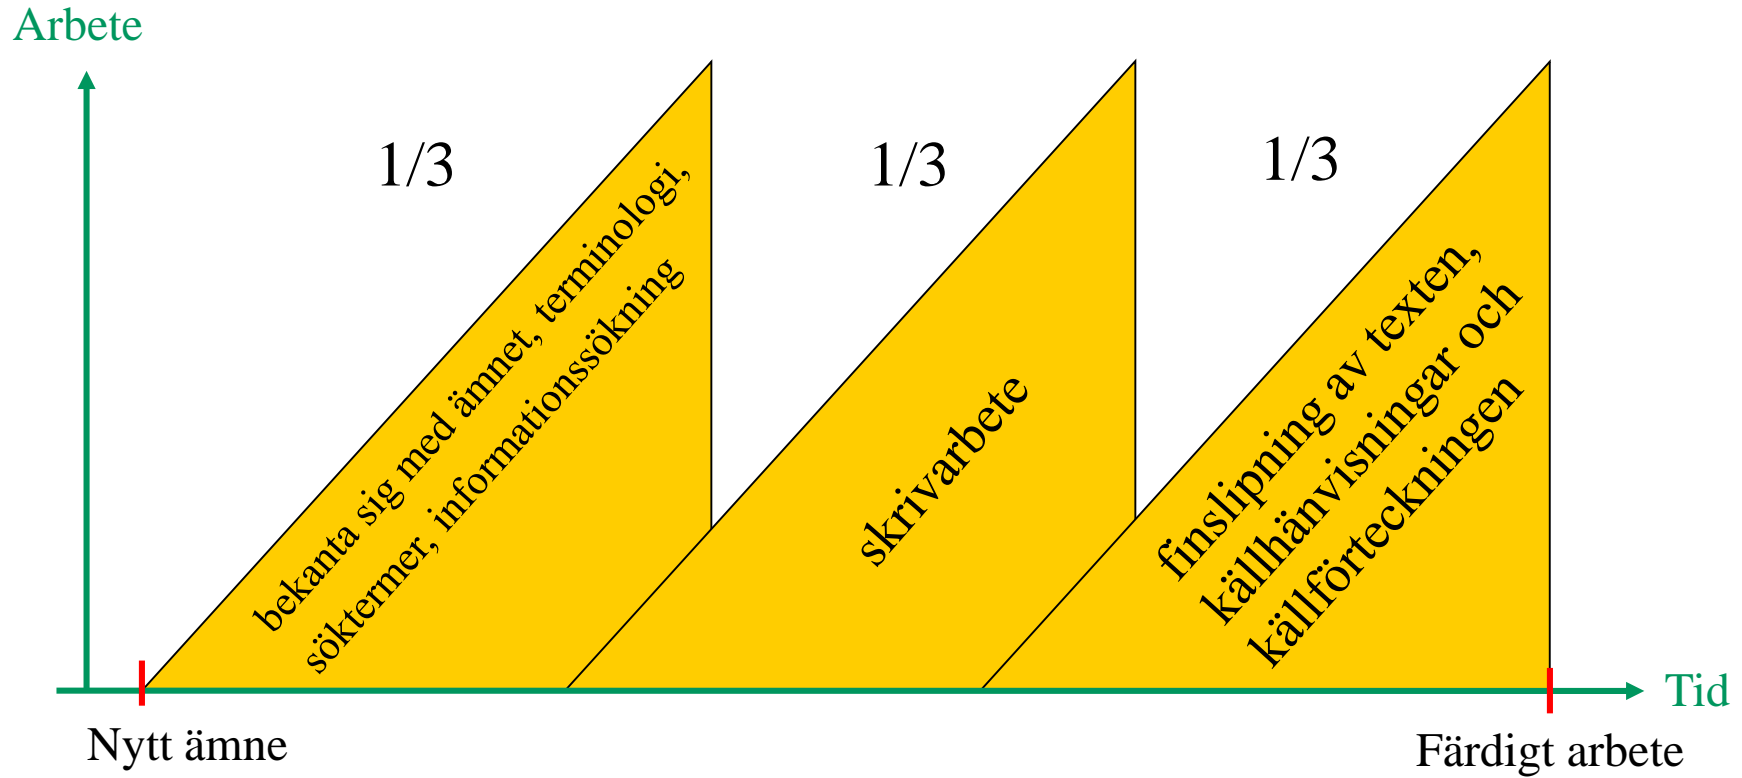 Arbete
1/3
1/3
1/3
bekanta sig med ämnet, terminologi,
söktermer, informationssökning
skrivarbete
finslipning av texten,
källhänvisningar och
källförteckningen
Tid
Nytt ämne
Färdigt arbete